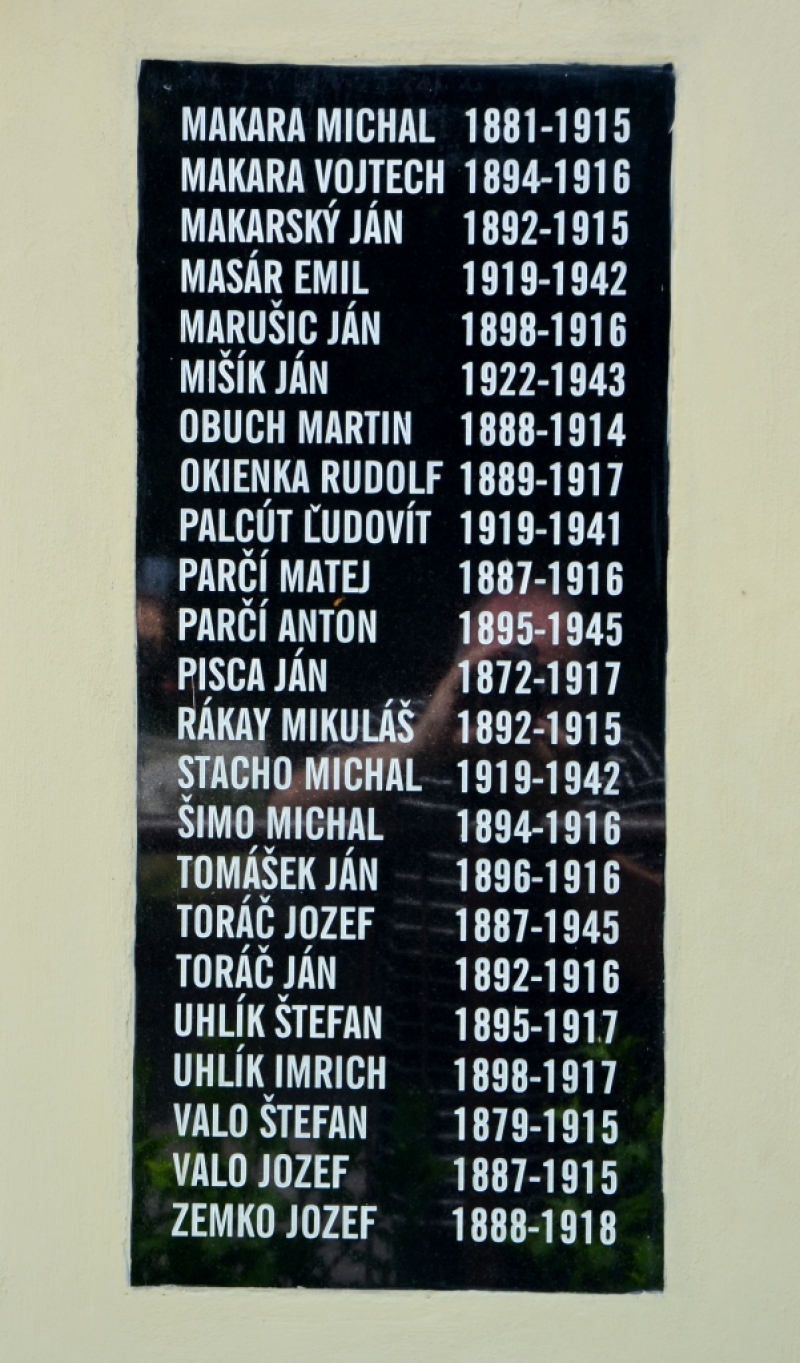 MAKARA MICHAL 1881-1915
MAKARA VOJTECH 1894-1916
MAKARSKÝ JÁN 1892-1915
MASÁR EMIL 1919-1942
MARUŠIC JÁN 1898-1916
MIŠÍK JÁN 1922-1943
OBUCH MARTIN 1888-1914
OKIENKA RUDOLF 1889-1917
PALCÚT ĽUDOVÍT 1919-1941
PARČÍ MATEJ 1887-1916
PARČÍ ANTON 1895-1945
PISCA JÁN 1872-1917
RÁKAY MIKULÁŠ 1892-1915
STACHO MICHAL 1919-1942
ŠIMO MICHAL 1894-1916
TOMÁŠEK JÁN 1896-1916
TORÁČ JOZEF 1887-1945
TORÁČ JÁN 1892-1916
UHLÍK ŠTEFAN 1895-1917
UHLÍK IMRICH 1898-1917
VALO ŠTEFAN 1879-1915
VALO JOZEF 1887-1915
ZEMKO JOZEF 1888-1918